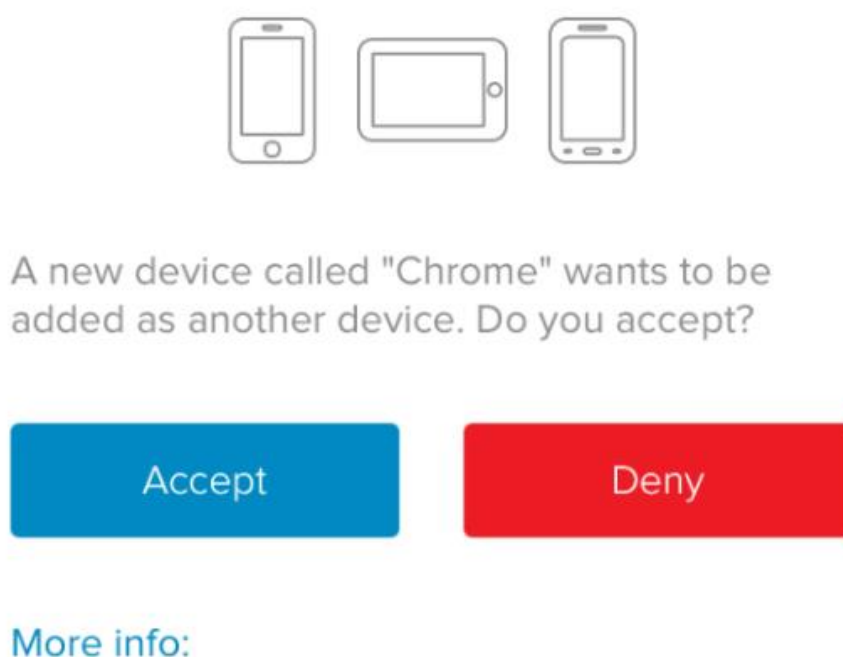 A new device called "Chrome" wants to be
added as another device. Do you accept?
Accept
Deny
More info: